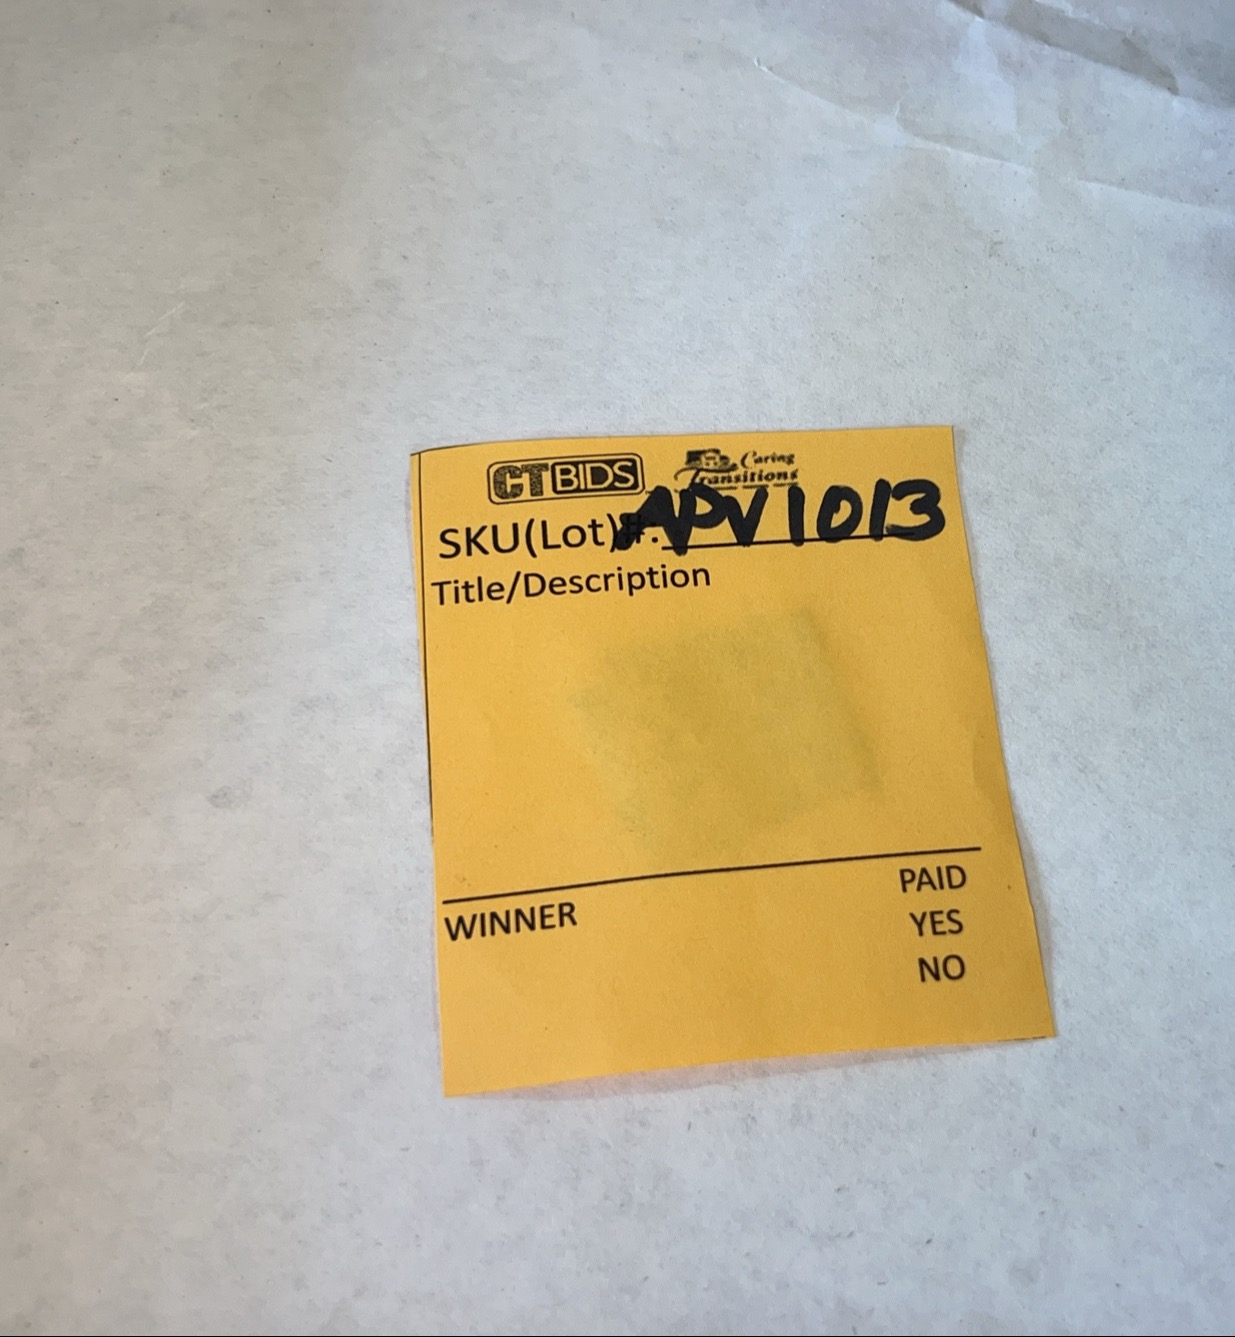 CTBIDS Caring Transitions
SKU(Lot)#: APV1013
Title/Description
WINNER
PAID
YES
NO